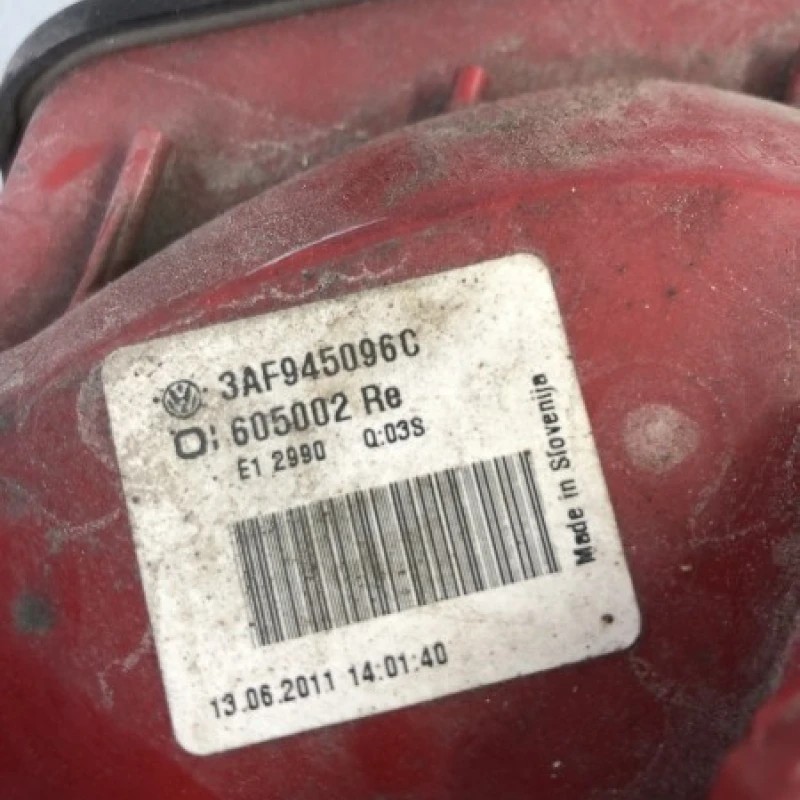 3AF945096C
O: 605002 Re
E1 2990 Q:03S
Made in Slovenija
13.06.2011 14:01:40